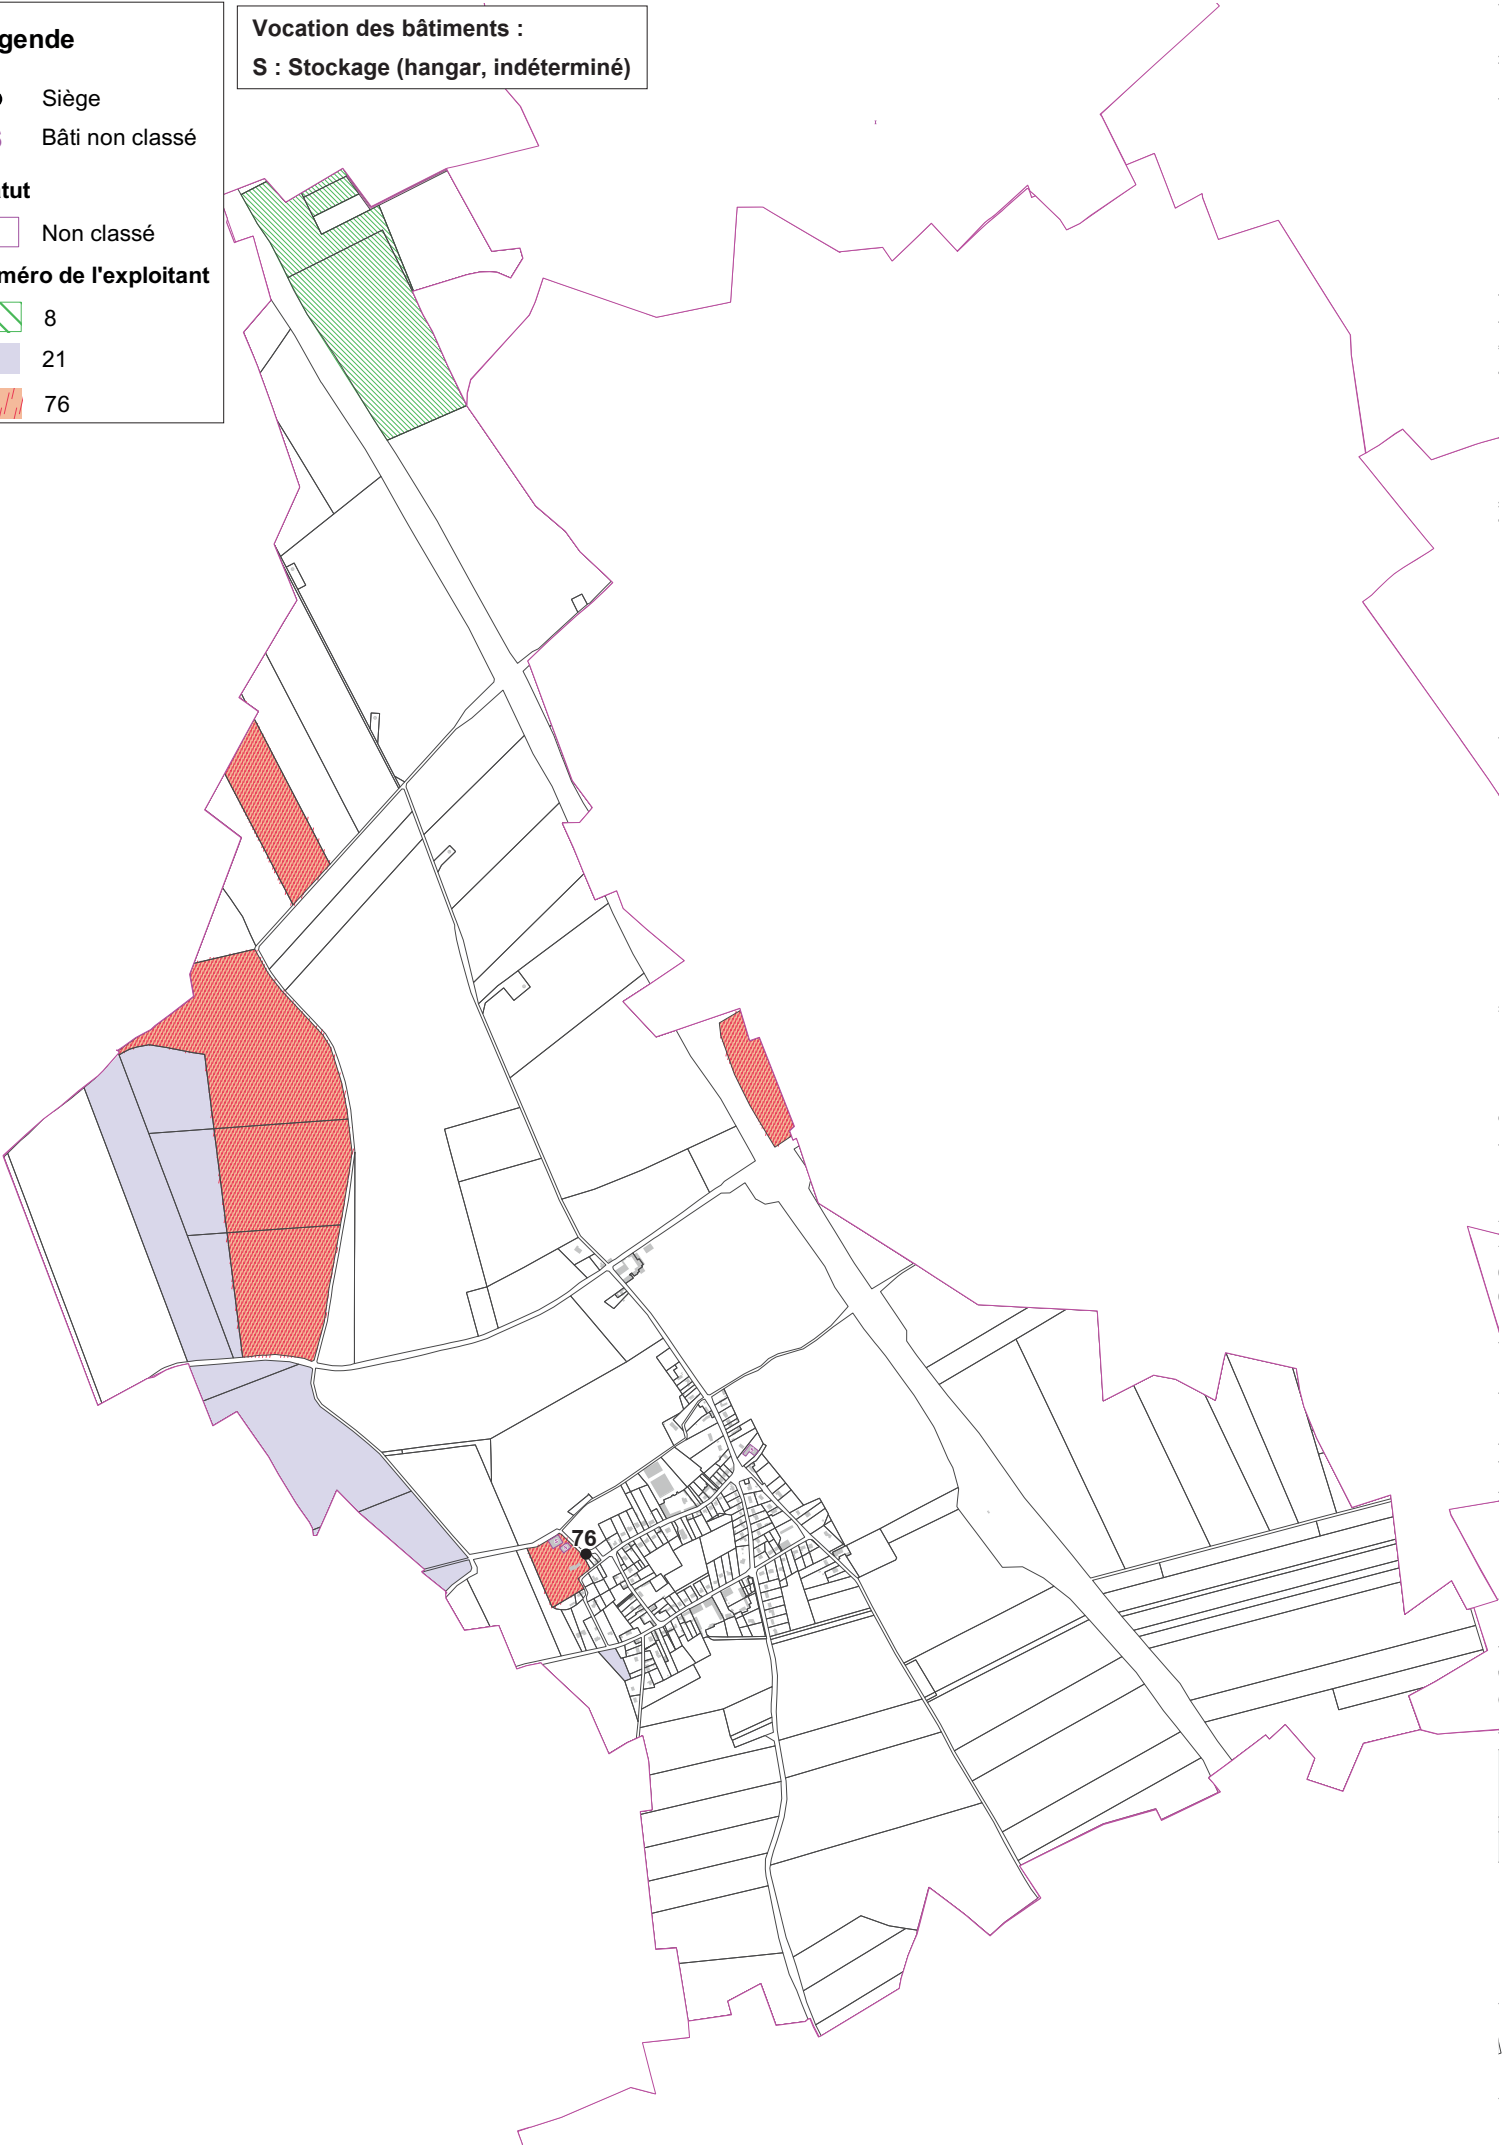 gende
Siège
Bâti non classé
tut
Non classé
méro de l'exploitant
8
21
76
Vocation des bâtiments :
S : Stockage (hangar, indéterminé)
76